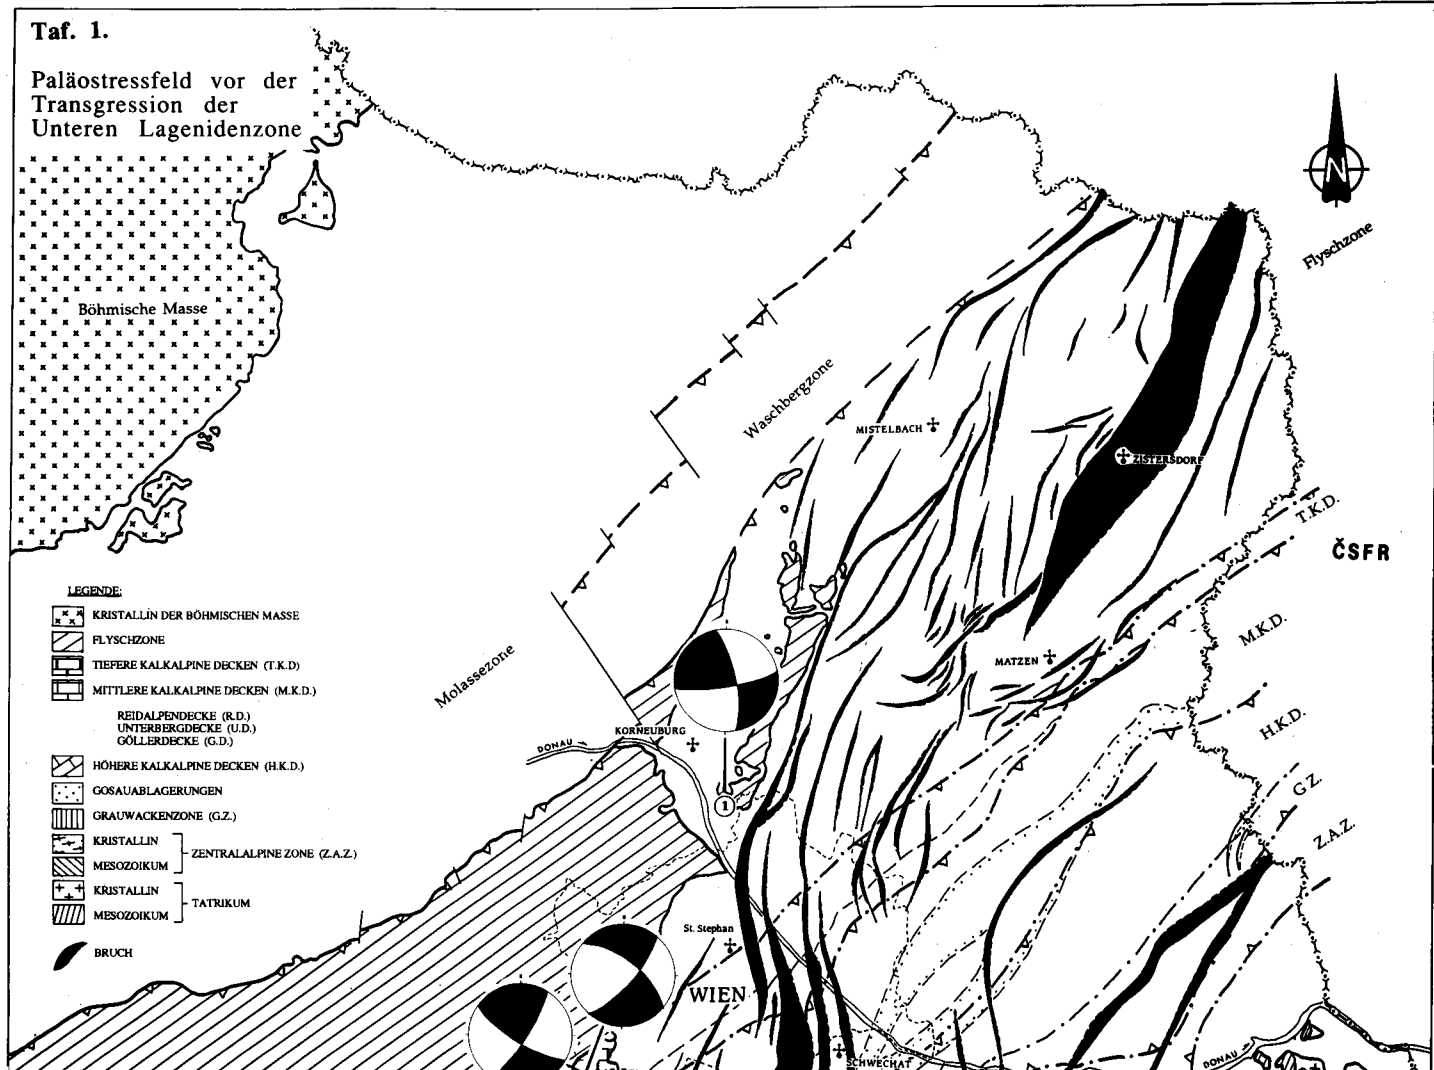 Taf. 1.
Paläostressfeld vor der
Transgression der
Unteren Lagenidenzone
N
Flyschzone
Böhmische Masse
Waschbergzone
MISTELBACH
ZISTERSDORF
T.K.D.
ČSFR
M.K.D.
MATZEN
H.K.D.
G.Z.
Z.A.Z.
Molassezone
KORNEUBURG
DONAU
1
St. Stephan
WIEN
SCHWECHAT
DONAU
LEGENDE:
KRISTALLIN DER BÖHMISCHEN MASSE
FLYSCHZONE
TIEFERE KALKALPINE DECKEN (T.K.D)
MITTLERE KALKALPINE DECKEN (M.K.D.)
REIDALPENDECKE (R.D.)
UNTERBERGDECKE (U.D.)
GÖLLERDECKE (G.D.)
HÖHERE KALKALPINE DECKEN (H.K.D.)
GOSAUABLAGERUNGEN
GRAUWACKENZONE (G.Z.)
KRISTALLIN
ZENTRALALPINE ZONE (Z.A.Z.)
MESOZOIKUM
KRISTALLIN
TATRIKUM
MESOZOIKUM
BRUCH